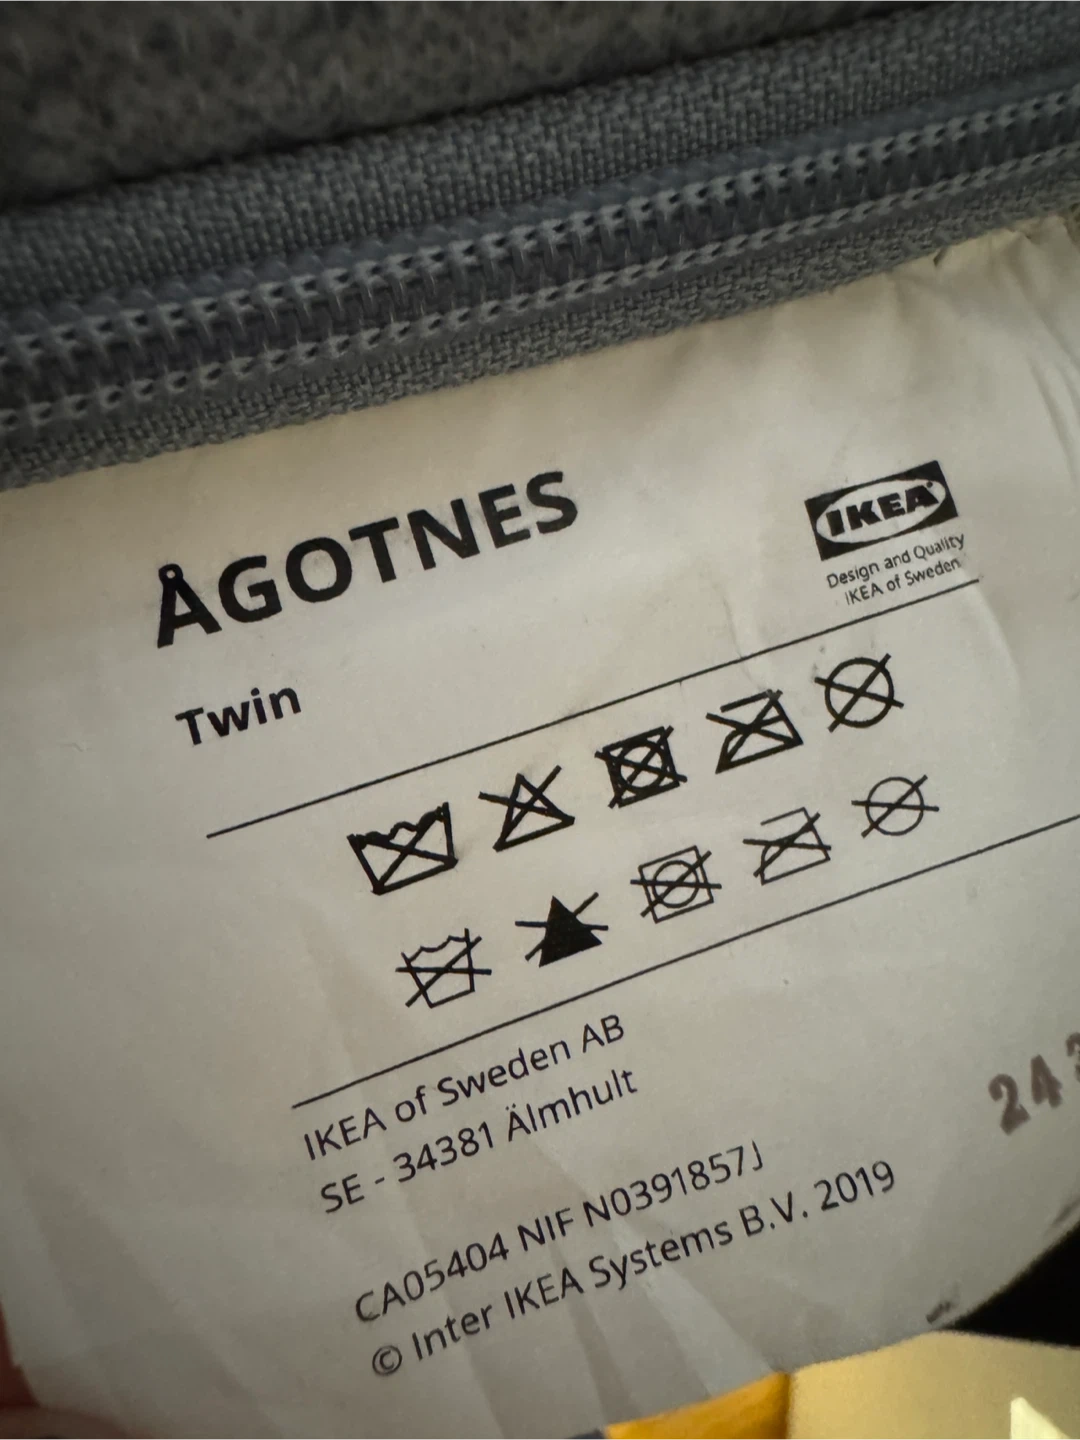 ÅGOTNES
IKEA®
Design and Quality
IKEA of Sweden
Twin
IKEA of Sweden AB
SE - 34381 Älmhult
CA05404 NIF N0391857J
© Inter IKEA Systems B.V. 2019